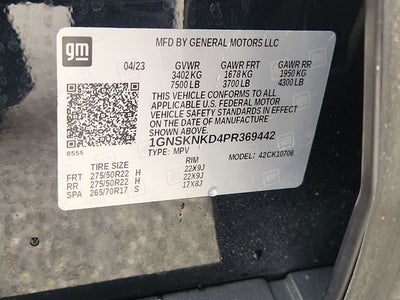 gm
MFD BY GENERAL MOTORS LLC
04/23 GVWR GAWR FRT GAWR RR
3402 KG 1678 KG 1950 KG
7500 LB 3700 LB 4300 LB
THIS VEHICLE CONFORMS TO ALL
APPLICABLE U.S. FEDERAL MOTOR
VEHICLE SAFETY STANDARDS IN EFFECT
ON THE DATE OF MANUFACTURE SHOWN ABOVE.
1GNSKNKD4PR369442
8555 TYPE: MPV MODEL: 42CK10706
TIRE SIZE RIM
FRT 275/50R22 H 22X9J
RR 275/50R22 H 22X9J
SPA 265/70R17 S 17X8J